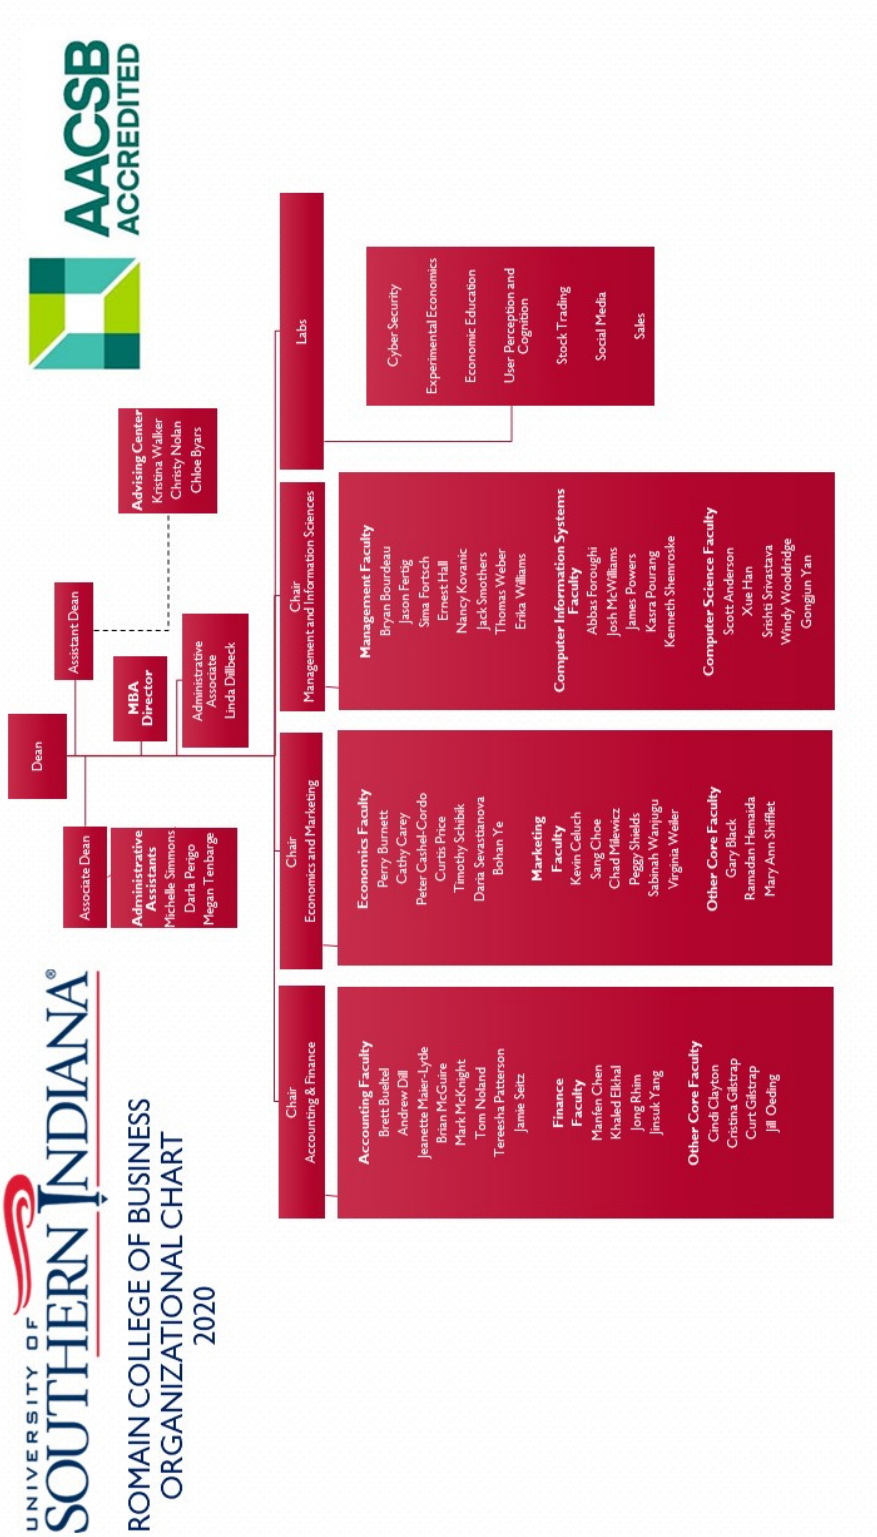 UNIVERSITY OF
SOUTHERN INDIANA®
ROMAIN COLLEGE OF BUSINESS
ORGANIZATIONAL CHART
2020
AACSB
ACCREDITED
Dean
Associate Dean
Administrative
Assistants
Michelle Simmons
Darla Perigo
Megan Tenbarge
Assistant Dean
MBA
Director
Administrative
Associate
Linda Dillbeck
Advising Center
Kristina Walker
Christy Nolan
Chloe Byars
Chair
Accounting & Finance
Accounting Faculty
Brett Bueltel
Andrew Dill
Jeanette Maier-Lytle
Brian McGuire
Mark McKnight
Tom Noland
Tereesha Patterson
Jamie Seitz
Finance
Faculty
Manfen Chen
Khaled Elkhal
Jong Rhim
Jinsuk Yang
Other Core Faculty
Cindi Clayton
Cristina Gilstrap
Curt Gilstrap
Jill Oeding
Chair
Economics and Marketing
Economics Faculty
Perry Burnett
Cathy Carey
Peter Cashel-Cordo
Curtis Price
Timothy Schibik
Daria Sevastianova
Bohan Ye
Marketing
Faculty
Kevin Celuch
Sang Choe
Chad Milewicz
Peggy Shields
Sabinah Wanjugu
Virginia Weiler
Other Core Faculty
Gary Black
Ramadan Hemaida
Mary Ann Shifflet
Chair
Management and Information Sciences
Management Faculty
Bryan Bourdeau
Jason Fertig
Sima Fortsch
Ernest Hall
Nancy Kovanic
Jack Smothers
Thomas Weber
Erika Williams
Computer Information Systems
Faculty
Abbas Foroughi
Josh McWilliams
James Powers
Kasra Pourang
Kenneth Shemroske
Computer Science Faculty
Scott Anderson
Xue Han
Srishti Srivastava
Windy Wooldridge
Gongjun Yan
Labs
Cyber Security
Experimental Economics
Economic Education
User Perception and
Cognition
Stock Trading
Social Media
Sales